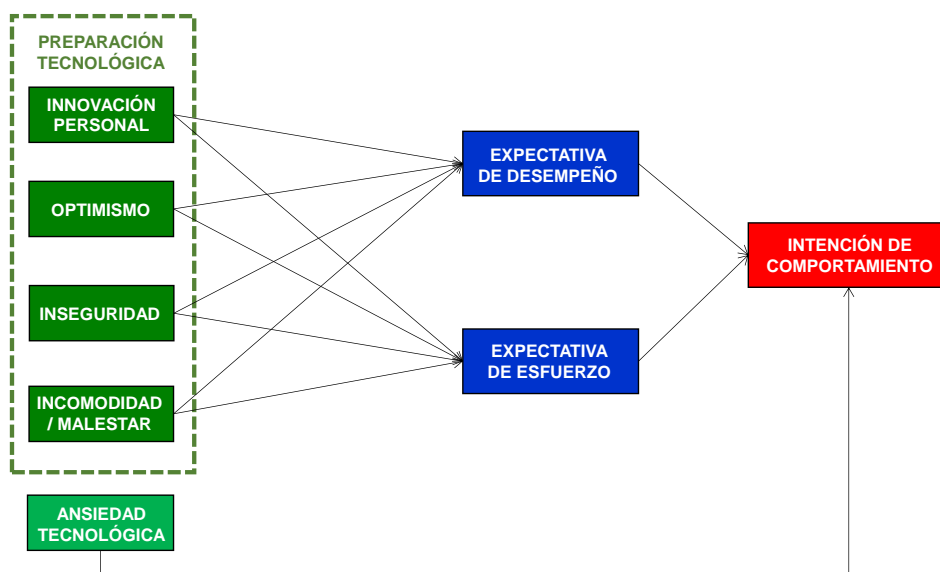 PREPARACIÓN
TECNOLÓGICA
INNOVACIÓN
PERSONAL
OPTIMISMO
INSEGURIDAD
INCOMODIDAD
/ MALESTAR
ANSIEDAD
TECNOLÓGICA
EXPECTATIVA
DE DESEMPEÑO
EXPECTATIVA
DE ESFUERZO
INTENCIÓN DE
COMPORTAMIENTO